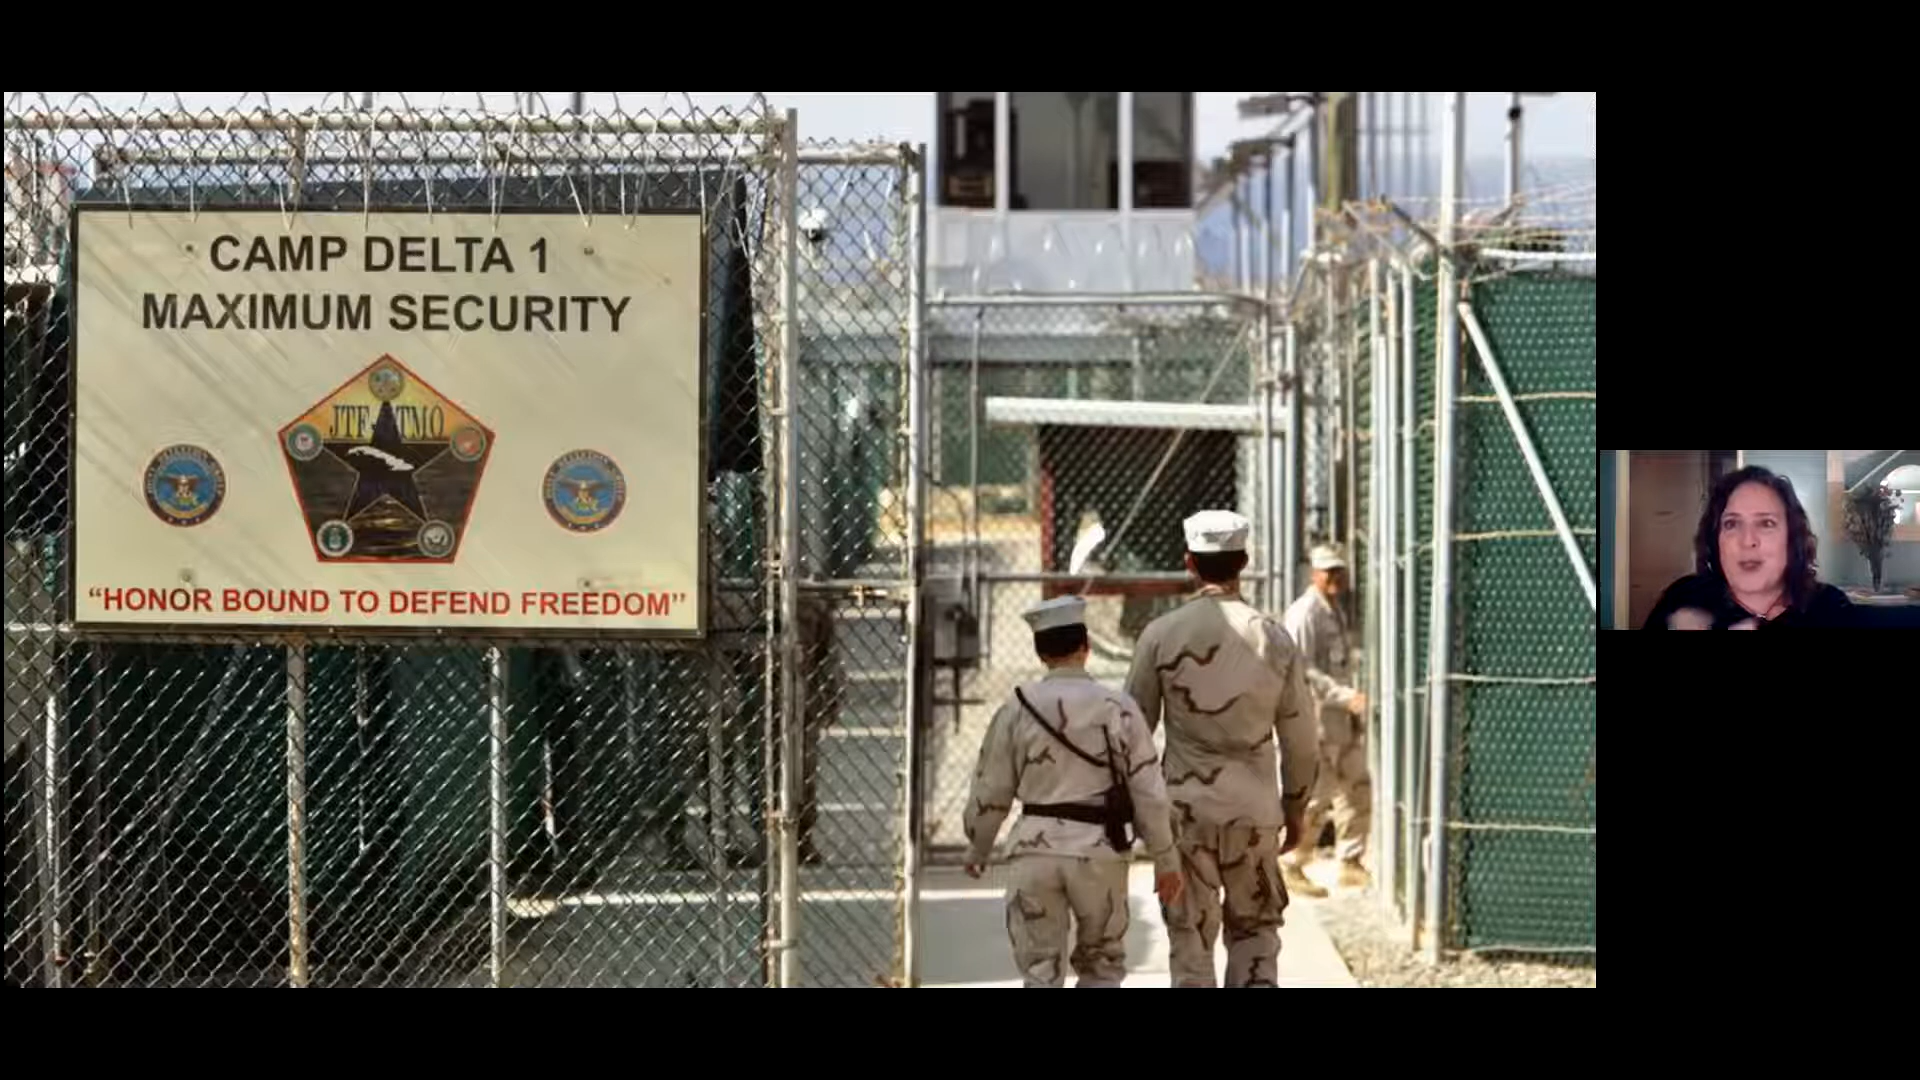 CAMP DELTA 1
MAXIMUM SECURITY
JTF GTMO
"HONOR BOUND TO DEFEND FREEDOM"